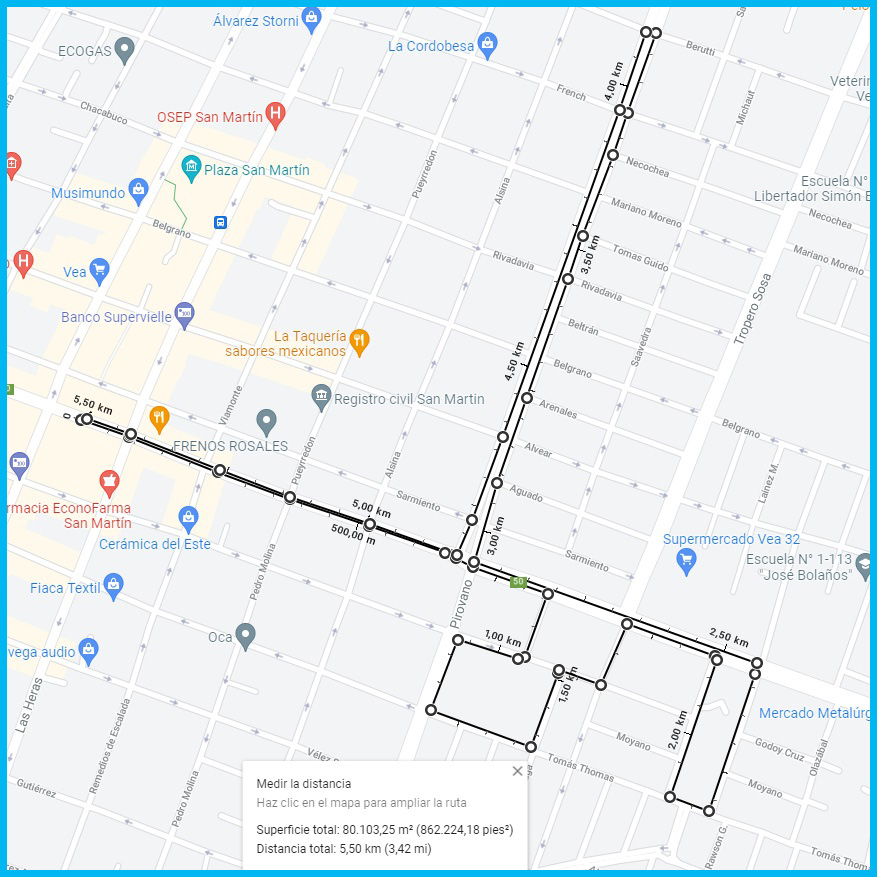 Álvarez Storni
La Cordobesa
ECOGAS
Berutti
4,00 km
French
Michaut
Veterin
Ve
Chacabuco
OSEP San Martín
Necochea
Pueyrredon
Alsina
Plaza San Martín
Escuela N°
Libertador Simón B
Musimundo
Mariano Moreno
Necochea
Belgrano
3,50 km
Tomas Guido
Mariano Moreno
Rivadavia
Vea
Rivadavia
Tropero Sosa
Banco Supervielle
Beltrán
La Taquería
sabores mexicanos
4,50 km
Saavedra
Belgrano
Registro civil San Martin
5,50 km
0
Viamonte
Arenales
Belgrano
FRENOS ROSALES
Alvear
Pueyrredon
Alsina
Lainez M.
Aguado
Sarmiento
rmacia EconoFarma
San Martín
5,00 km
500,00 m
3,00 km
Cerámica del Este
Supermercado Vea 32
Sarmiento
Escuela N° 1-113
"José Bolaños"
Pedro Molina
50
Fiaca Textil
Pirovano
Oca
1,00 km
2,50 km
vega audio
1,50 km
Las Heras
Mercado Metalúrg
2,00 km
Moyano
Godoy Cruz
Olazábal
Remedios de Escalada
Vélez
Tomás Thomas
Gutiérrez
Pedro Molina
Moyano
Medir la distancia
Haz clic en el mapa para ampliar la ruta
Superficie total: 80.103,25 m² (862.224,18 pies²)
Distancia total: 5,50 km (3,42 mi)
Rawson G.
Tomás Thomas